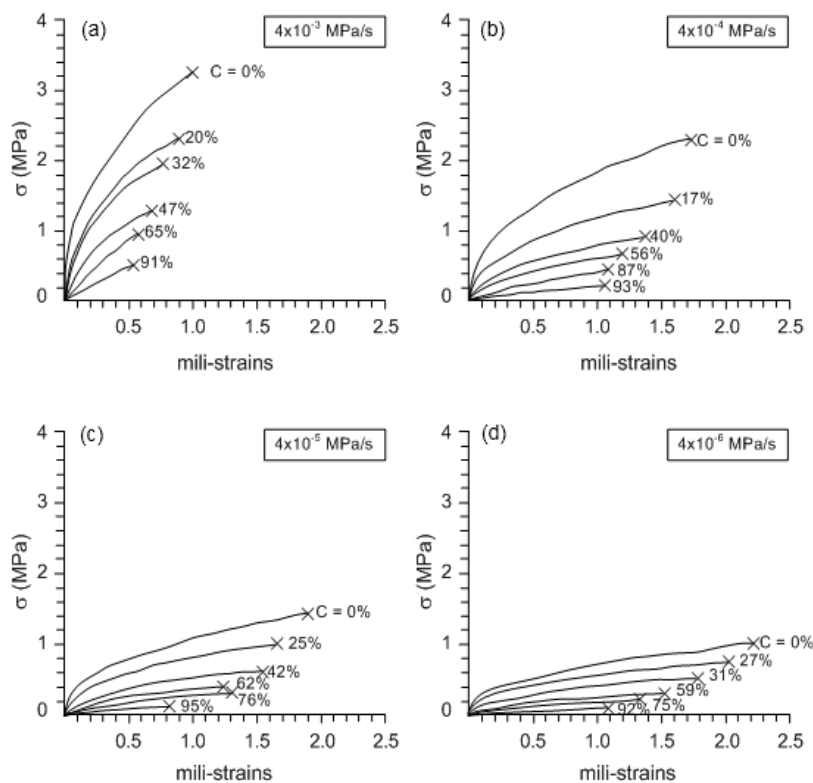 (a)
4x10⁻³ MPa/s
σ (MPa)
4
3
2
1
0
C = 0%
20%
32%
47%
65%
91%
0.5 1.0 1.5 2.0 2.5
mili-strains
(b)
4x10⁻⁴ MPa/s
σ (MPa)
4
3
2
1
0
C = 0%
17%
40%
56%
87%
93%
0.5 1.0 1.5 2.0 2.5
mili-strains
(c)
4x10⁻⁵ MPa/s
σ (MPa)
4
3
2
1
0
C = 0%
25%
42%
62%
76%
95%
0.5 1.0 1.5 2.0 2.5
mili-strains
(d)
4x10⁻⁶ MPa/s
σ (MPa)
4
3
2
1
0
C = 0%
27%
31%
59%
75%
92%
0.5 1.0 1.5 2.0 2.5
mili-strains